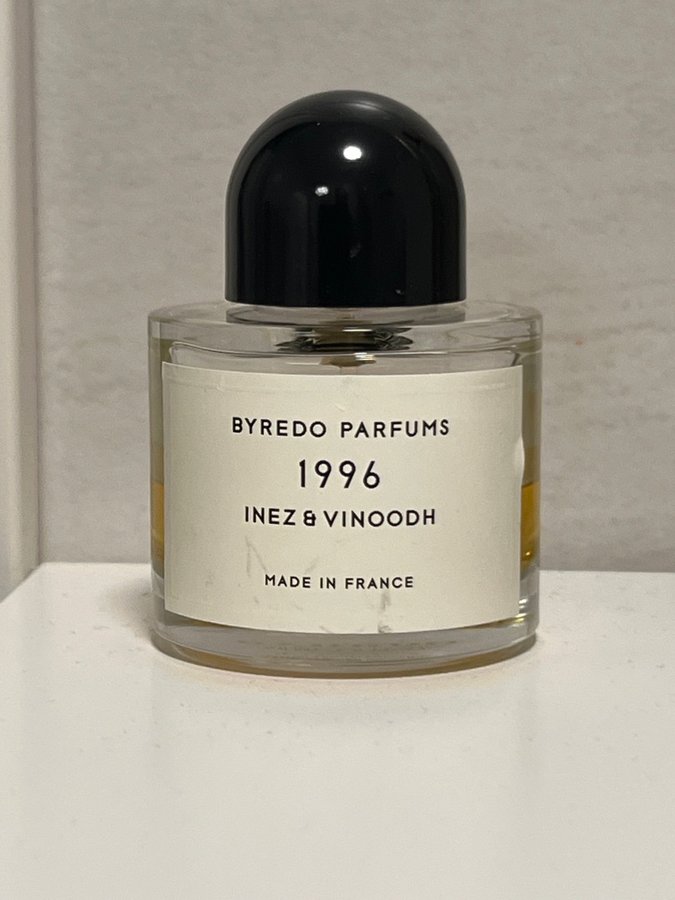 BYREDO PARFUMS
1996
INEZ & VINOODH
MADE IN FRANCE